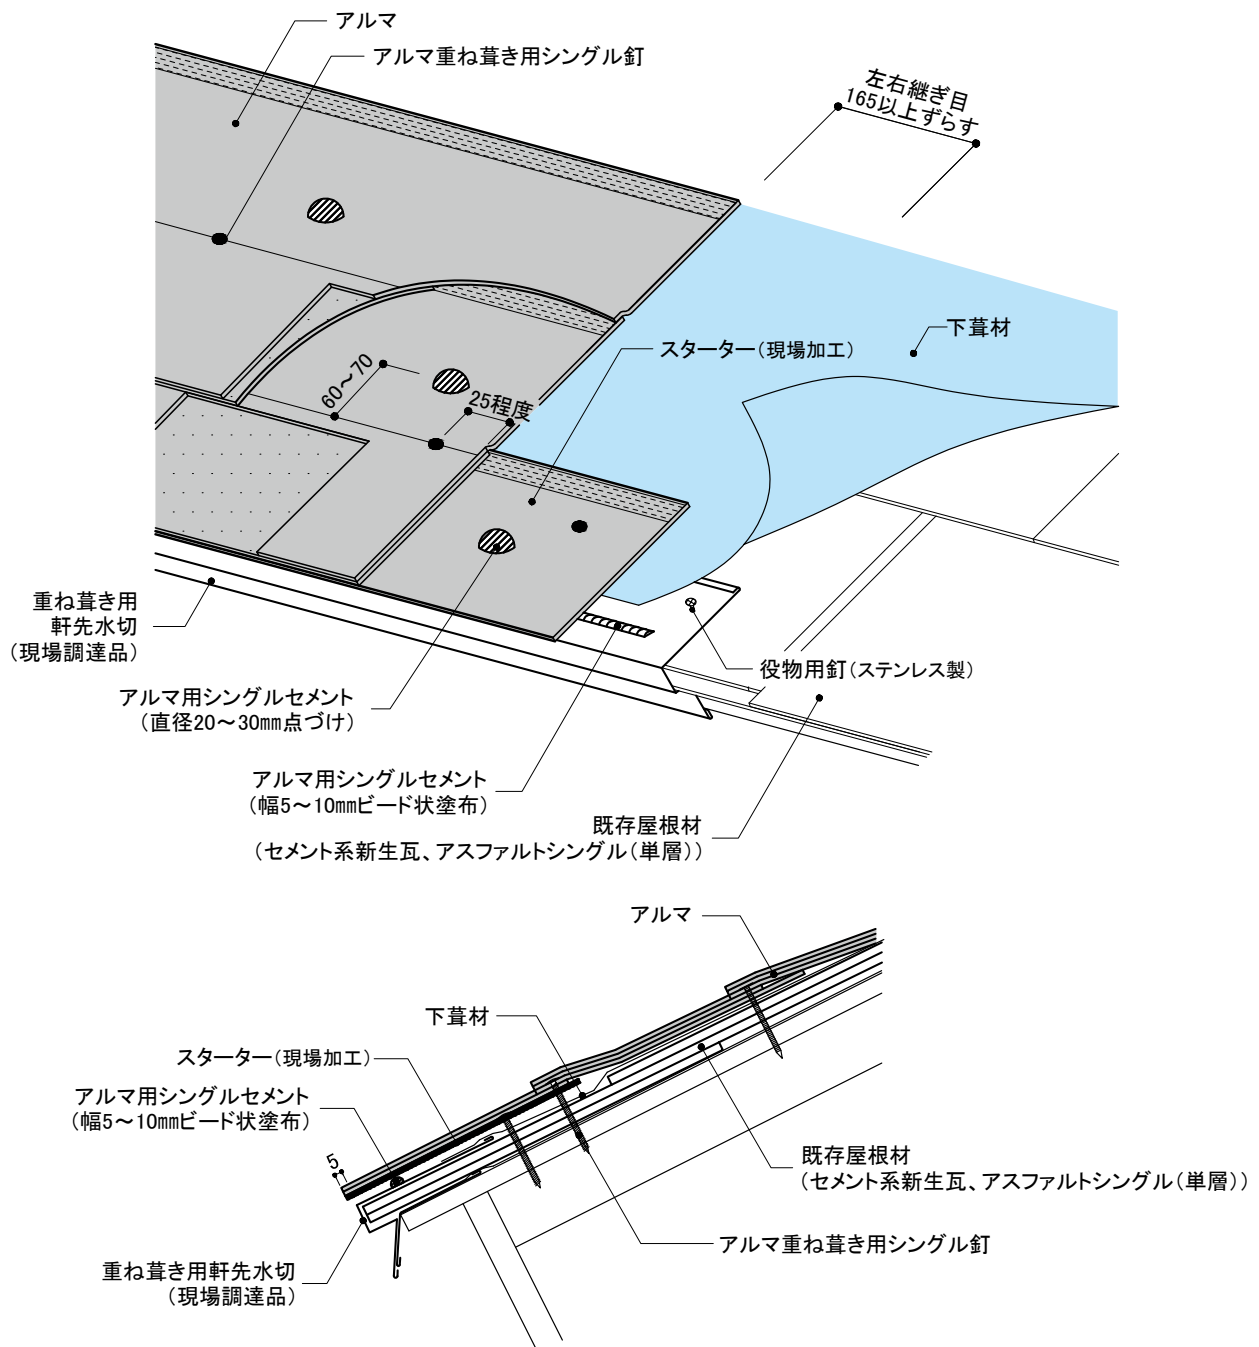 アルマ
アルマ重ね葺き用シングル釘
左右継ぎ目
165以上ずらす
下葺材
スターター（現場加工）
60～70
25程度
重ね葺き用
軒先水切
（現場調達品）
役物用釘（ステンレス製）
アルマ用シングルセメント
（直径20～30mm点づけ）
アルマ用シングルセメント
（幅5～10mmビード状塗布）
既存屋根材
（セメント系新生瓦、アスファルトシングル（単層））
アルマ
下葺材
スターター（現場加工）
アルマ用シングルセメント
（幅5～10mmビード状塗布）
5
既存屋根材
（セメント系新生瓦、アスファルトシングル（単層））
アルマ重ね葺き用シングル釘
重ね葺き用軒先水切
（現場調達品）